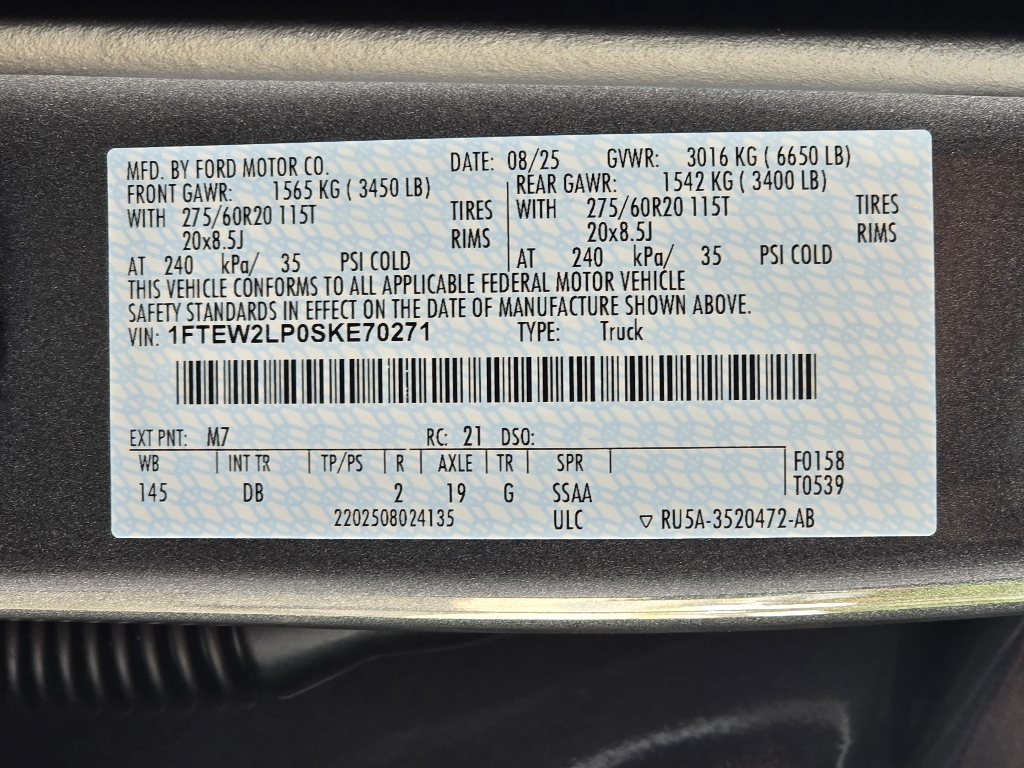 MFD. BY FORD MOTOR CO. DATE: 08/25 GVWR: 3016 KG ( 6650 LB)
FRONT GAWR: 1565 KG ( 3450 LB) REAR GAWR: 1542 KG ( 3400 LB)
WITH 275/60R20 115T TIRES WITH 275/60R20 115T TIRES
20x8.5J RIMS 20x8.5J RIMS
AT 240 kPa/ 35 PSI COLD AT 240 kPa/ 35 PSI COLD
THIS VEHICLE CONFORMS TO ALL APPLICABLE FEDERAL MOTOR VEHICLE
SAFETY STANDARDS IN EFFECT ON THE DATE OF MANUFACTURE SHOWN ABOVE.
VIN: 1FTEW2LP0SKE70271 TYPE: Truck
EXT PNT: M7 RC: 21 DSO:
WB INT TR TP/PS R AXLE TR SPR F0158
145 DB 2 19 G SSAA T0539
2202508024135 ULC ▽ RU5A-3520472-AB